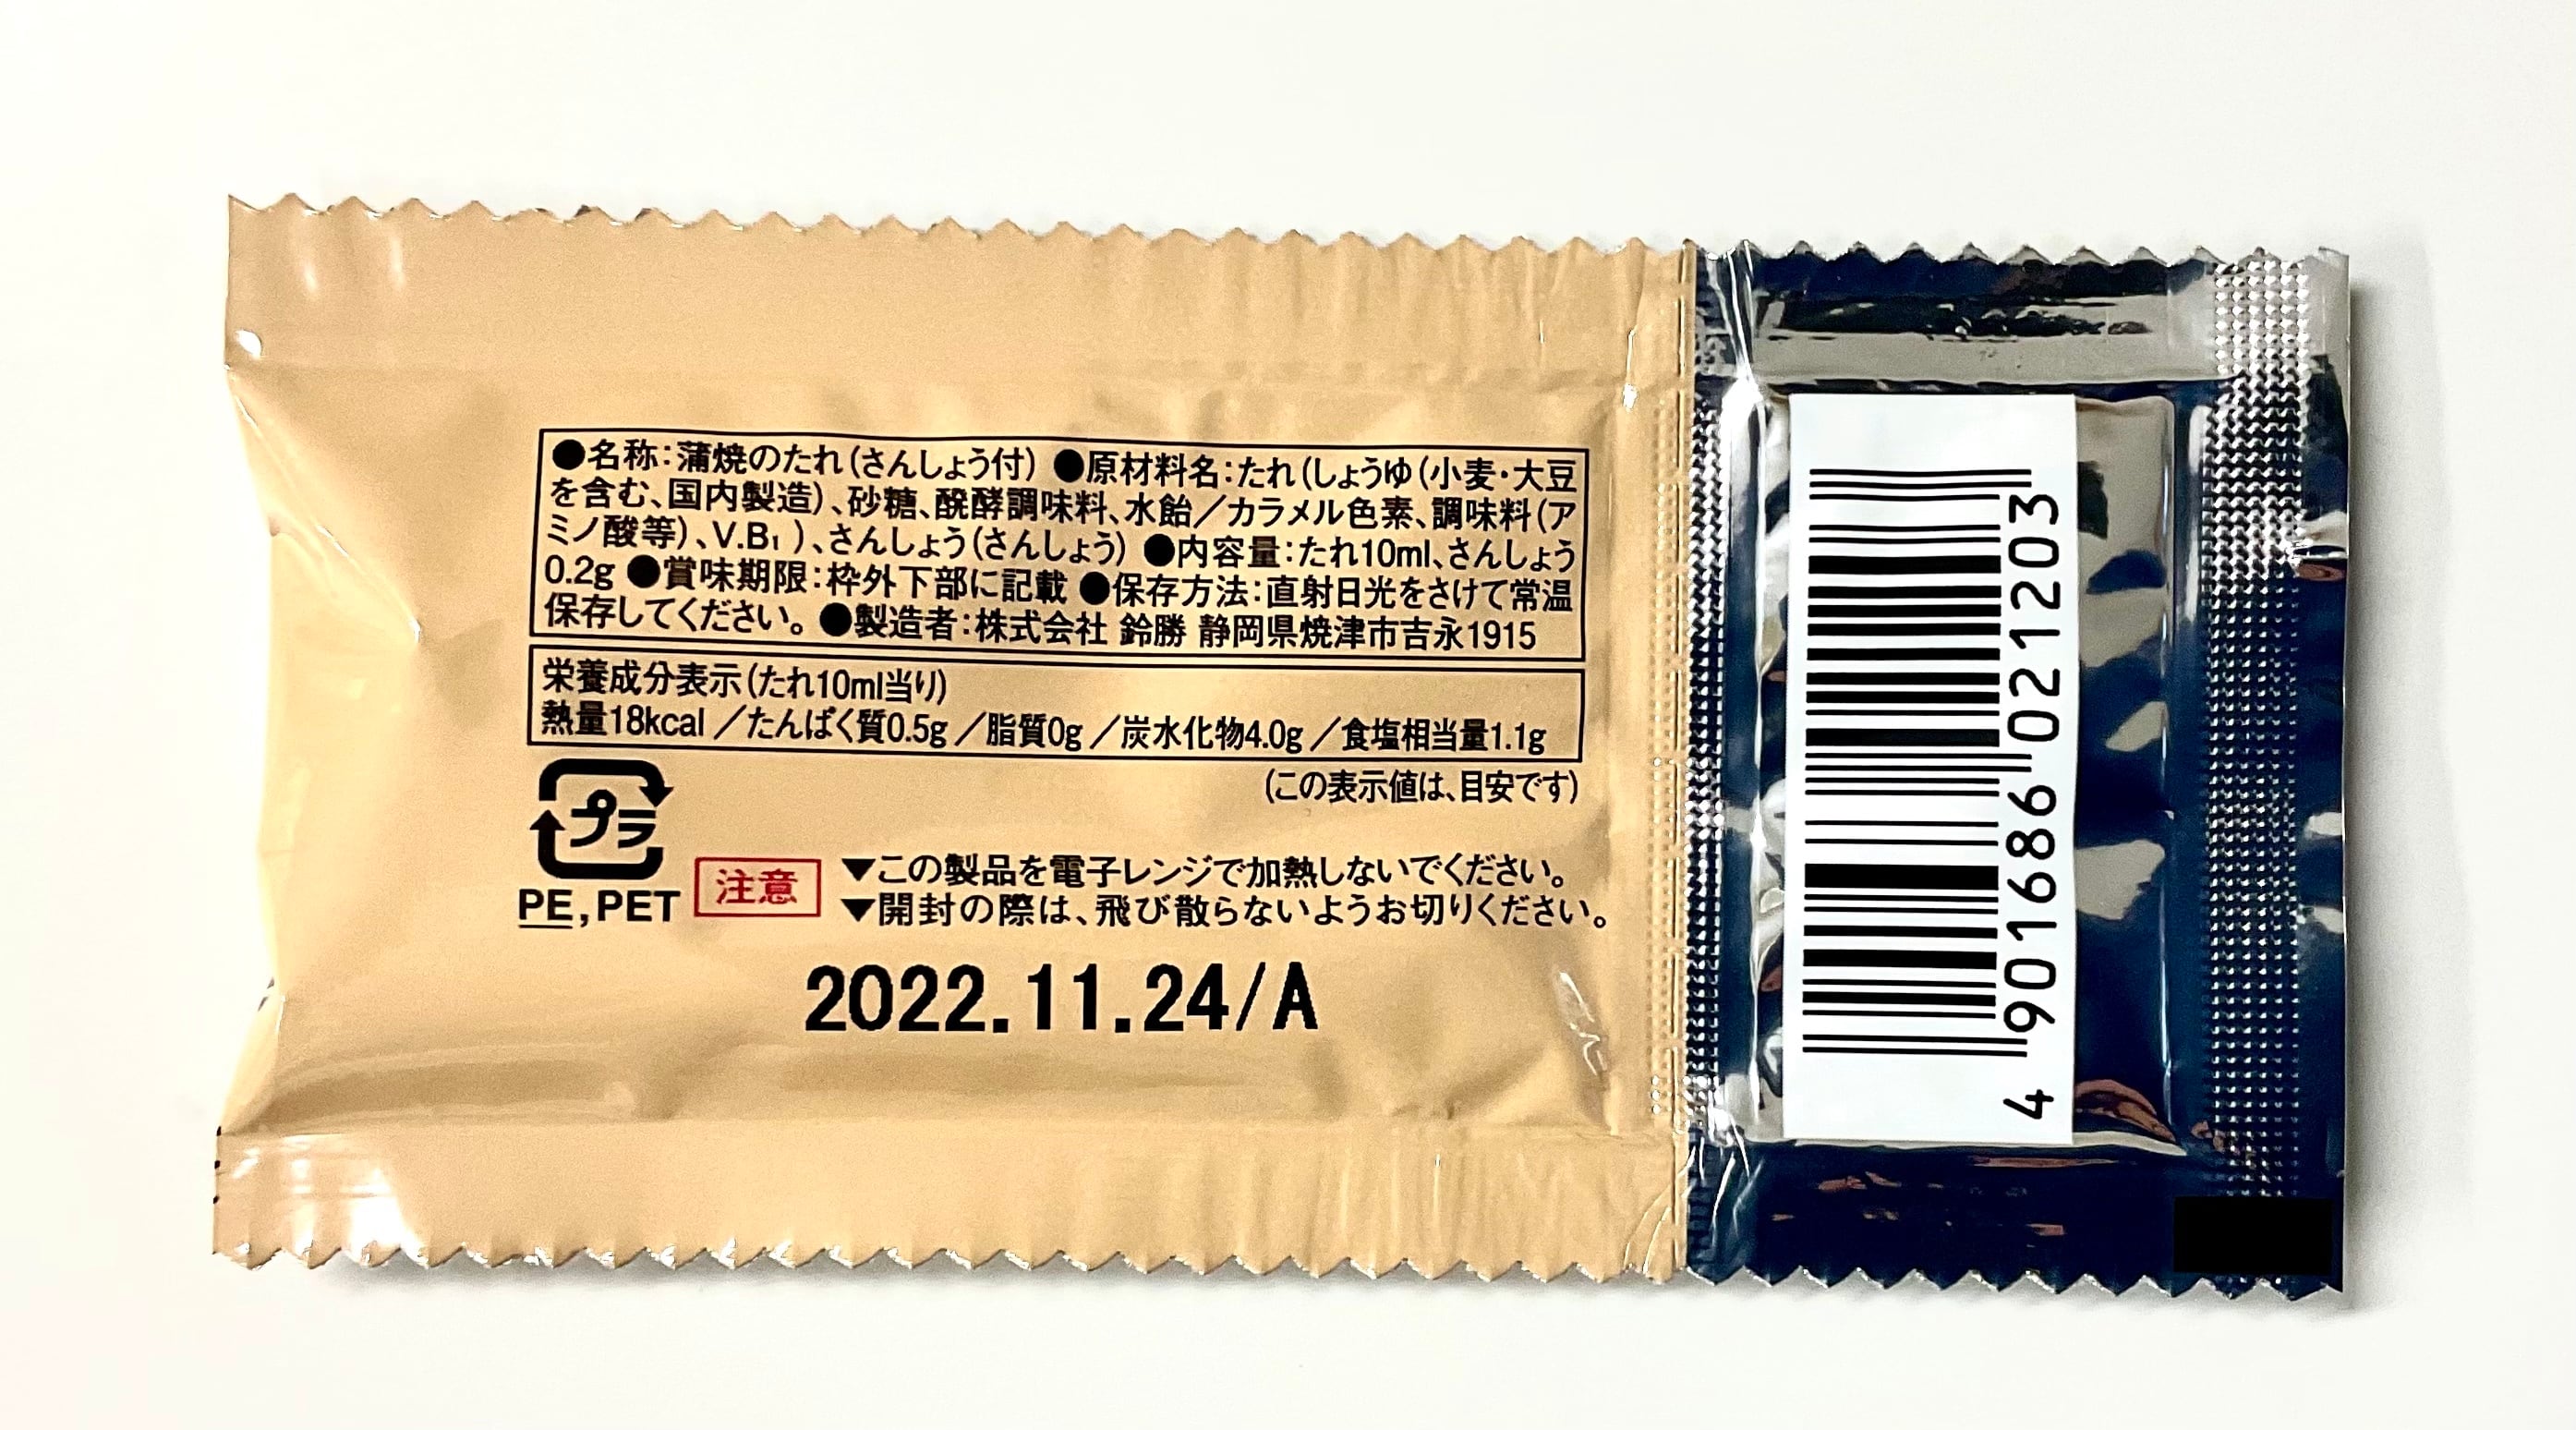 ●名称：蒲焼のたれ（さんしょう付）●原材料名：たれ（しょうゆ（小麦・大豆
を含む、国内製造）、砂糖、醗酵調味料、水飴／カラメル色素、調味料（ア
ミノ酸等）、V.B₁）、さんしょう（さんしょう）●内容量：たれ10ml、さんしょう
0.2g ●賞味期限：枠外下部に記載 ●保存方法：直射日光をさけて常温
保存してください。●製造者：株式会社 鈴勝 静岡県焼津市吉永1915
栄養成分表示（たれ10ml当り）
熱量18kcal／たんぱく質0.5g／脂質0g／炭水化物4.0g／食塩相当量1.1g
（この表示値は、目安です）
プラ
PE,PET
注意
▼この製品を電子レンジで加熱しないでください。
▼開封の際は、飛び散らないようお切りください。
2022.11.24/A
4 901686 021203